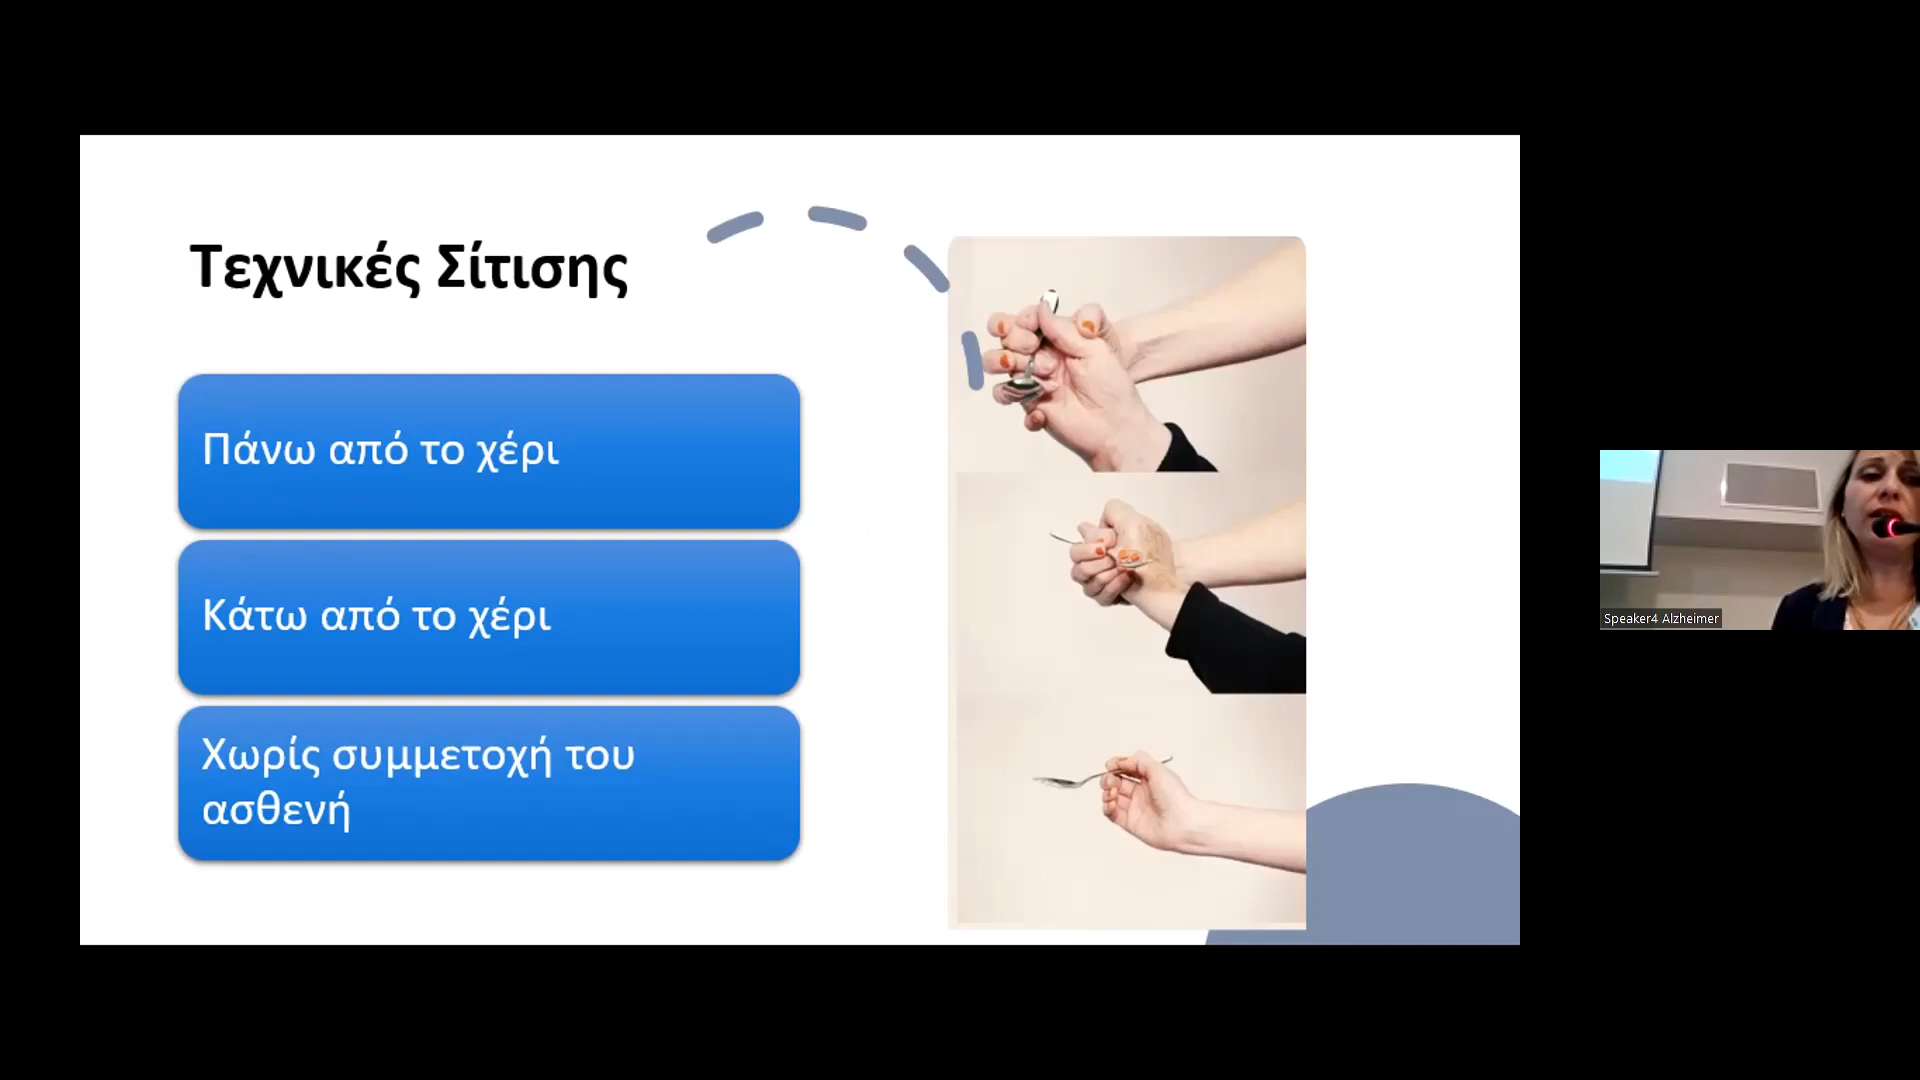 Τεχνικές Σίτισης
Πάνω από το χέρι
Κάτω από το χέρι
Χωρίς συμμετοχή του
ασθενή
Speaker4 Alzheimer